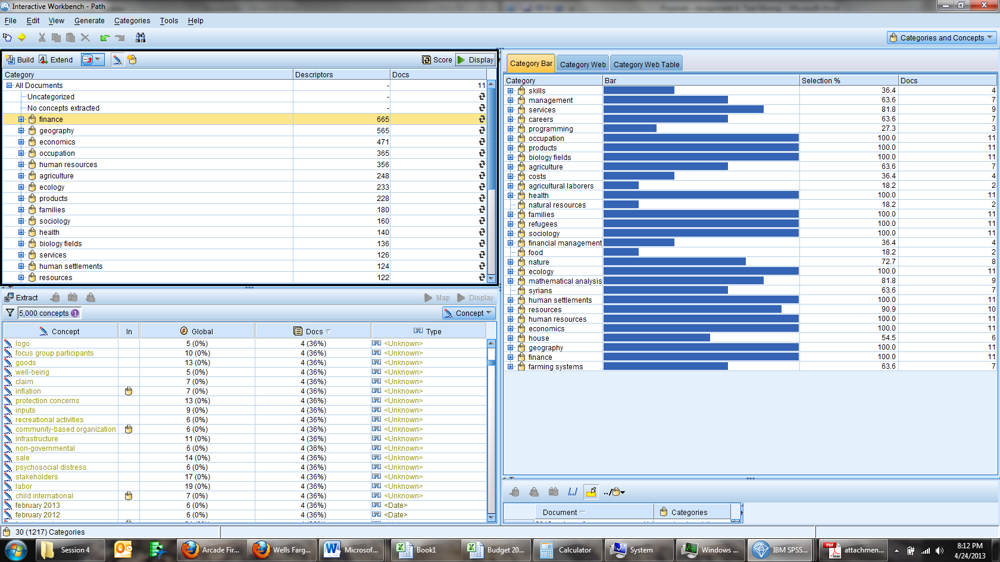 Interactive Workbench - Path
File Edit View Generate Categories Tools Help
Categories and Concepts
Build Extend Score Display
Category Descriptors Docs
All Documents - 11
Uncategorized -
No concepts extracted -
finance 665
geography 565
economics 471
occupation 365
human resources 356
agriculture 248
ecology 233
products 228
families 180
sociology 160
health 140
biology fields 136
services 126
human settlements 124
resources 122
Extract Map Display
5,000 concepts Concept
Concept In Global Docs Type
logo 5 (0%) 4 (36%) <Unknown>
focus group participants 10 (0%) 4 (36%) <Unknown>
goods 13 (0%) 4 (36%) <Unknown>
well-being 5 (0%) 4 (36%) <Unknown>
claim 7 (0%) 4 (36%) <Unknown>
inflation 7 (0%) 4 (36%) <Unknown>
protection concerns 13 (0%) 4 (36%) <Unknown>
inputs 9 (0%) 4 (36%) <Unknown>
recreational activities 6 (0%) 4 (36%) <Unknown>
community-based organization 6 (0%) 4 (36%) <Unknown>
infrastructure 11 (0%) 4 (36%) <Unknown>
non-governmental 6 (0%) 4 (36%) <Unknown>
sale 14 (0%) 4 (36%) <Unknown>
psychosocial distress 6 (0%) 4 (36%) <Unknown>
stakeholders 17 (0%) 4 (36%) <Unknown>
labor 19 (0%) 4 (36%) <Unknown>
child international 7 (0%) 4 (36%) <Unknown>
february 2013 6 (0%) 4 (36%) <Date>
february 2012 6 (0%) 4 (36%) <Date>
Category Bar Category Web Category Web Table
Category Bar Selection % Docs
skills 36.4 4
management 63.6 7
services 81.8 9
careers 63.6 7
programming 27.3 3
occupation 100.0 11
products 100.0 11
biology fields 100.0 11
agriculture 63.6 7
costs 36.4 4
agricultural laborers 18.2 2
health 100.0 11
natural resources 18.2 2
families 100.0 11
refugees 100.0 11
sociology 100.0 11
financial management 36.4 4
food 18.2 2
nature 72.7 8
ecology 100.0 11
mathematical analysis 81.8 9
syrians 63.6 7
human settlements 100.0 11
resources 90.9 10
human resources 100.0 11
economics 100.0 11
house 54.5 6
geography 100.0 11
finance 100.0 11
farming systems 63.6 7
Document Categories
30 (1217) Categories
Session 4 Arcade Fir... Wells Farg... Microsof... Book1 Budget 20... Calculator System Windows ... IBM SPSS... attachmen... 8:12 PM
4/24/2013